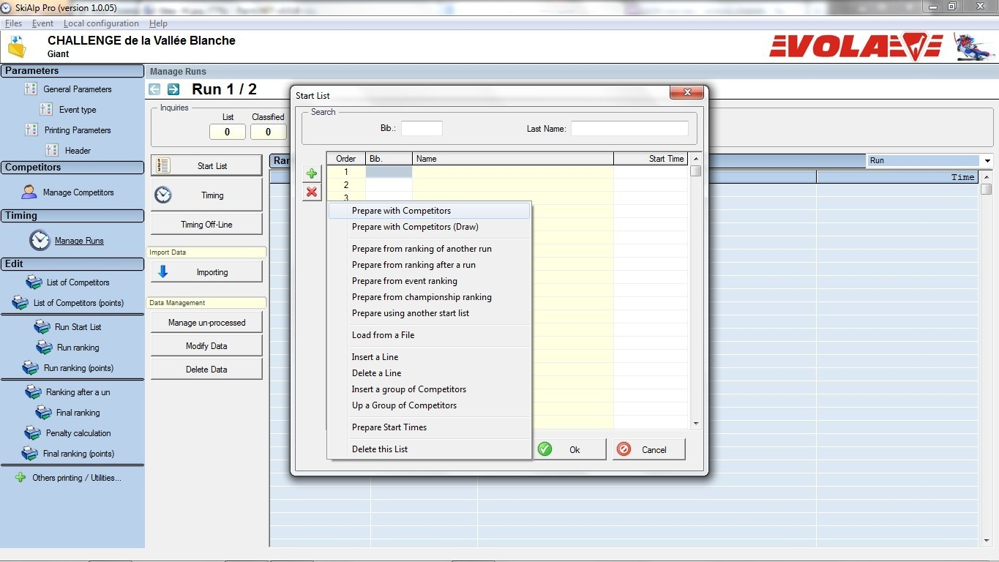 SkiAlp Pro (version 1.0.05)
Files Event Local configuration Help
CHALLENGE de la Vallée Blanche
Giant
VOLA
Parameters
General Parameters
Event type
Printing Parameters
Header
Competitors
Manage Competitors
Timing
Manage Runs
Edit
List of Competitors
List of Competitors (points)
Run Start List
Run ranking
Run ranking (points)
Ranking after a un
Final ranking
Penalty calculation
Final ranking (points)
Others printing / Utilities...
Manage Runs
Run 1 / 2
Inquiries
List Classified
0 0
Start List
Timing
Timing Off-Line
Import Data
Importing
Data Management
Manage un-processed
Modify Data
Delete Data
Ran
Run
Time
Start List
Search
Bib.: Last Name:
Order Bib. Name Start Time
1
2
3
Prepare with Competitors
Prepare with Competitors (Draw)
Prepare from ranking of another run
Prepare from ranking after a run
Prepare from event ranking
Prepare from championship ranking
Prepare using another start list
Load from a File
Insert a Line
Delete a Line
Insert a group of Competitors
Up a Group of Competitors
Prepare Start Times
Delete this List
Ok Cancel